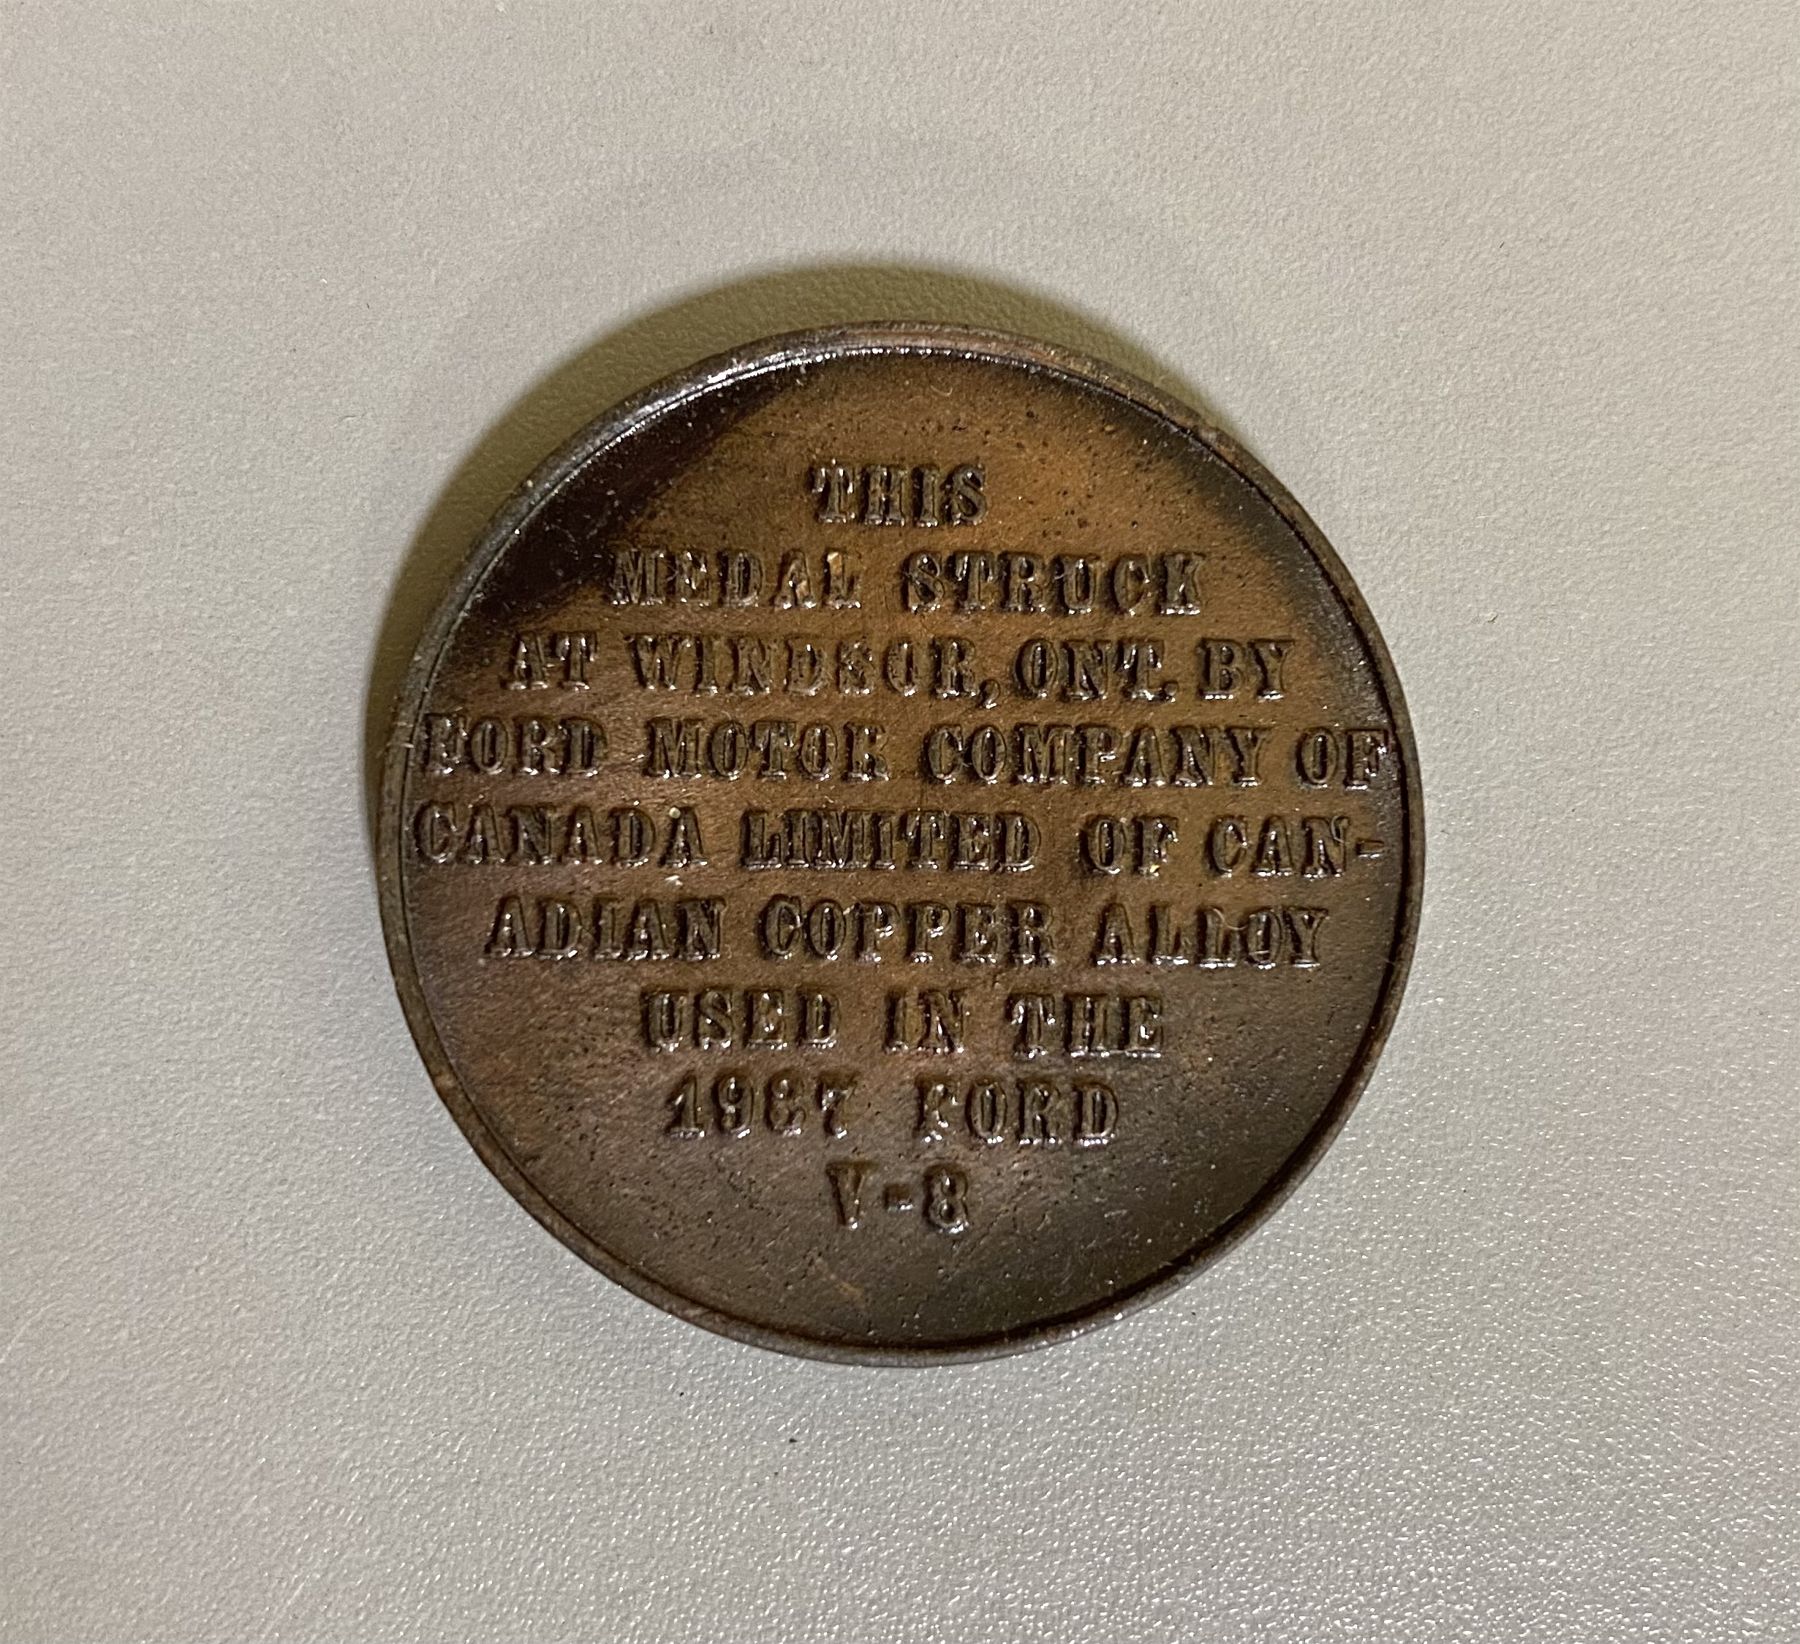 THIS
MEDAL STRUCK
AT WINDSOR, ONT. BY
FORD MOTOR COMPANY OF
CANADA LIMITED OF CAN-
ADIAN COPPER ALLOY
USED IN THE
1937 FORD
V-8